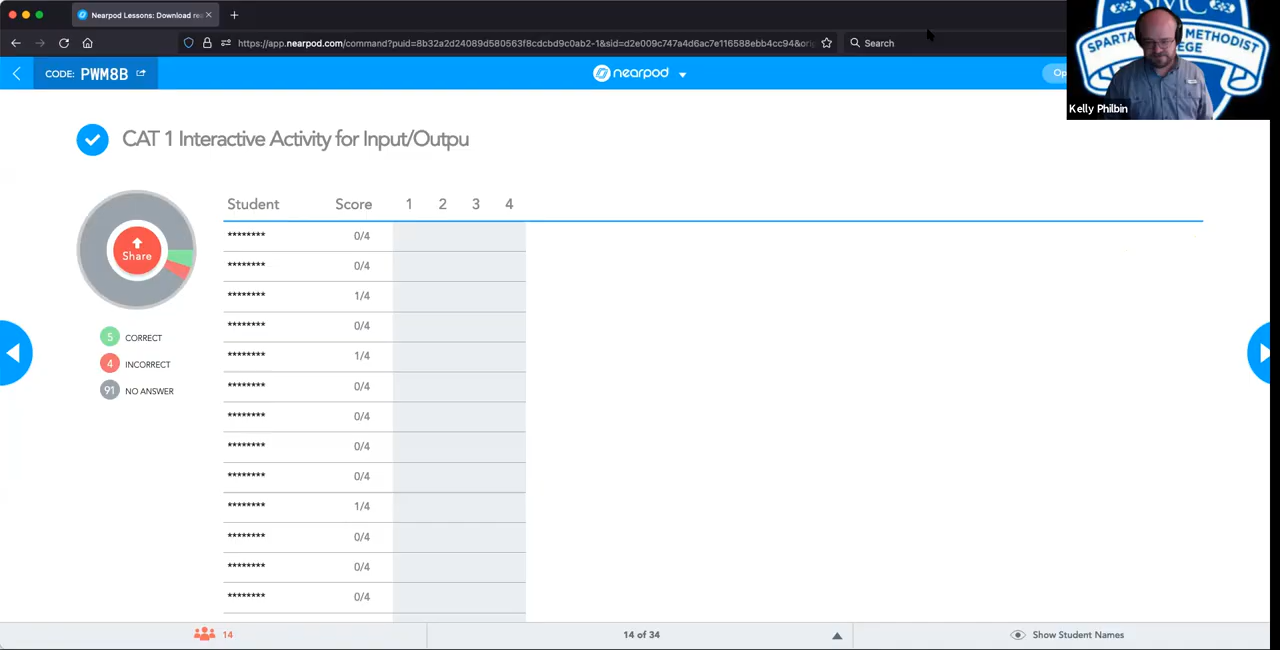 Nearpod Lessons: Download re
https://app.nearpod.com/command?puid=8b32a2d24089d580563f8cdcbd9c0ab2-1&sid=d2e009c747a4d6ac7e116588ebb4cc94&ori
Search
CODE: PWM8B
nearpod
Op
SMC
SPARTA METHODIST
EGE
Kelly Philbin
CAT 1 Interactive Activity for Input/Outpu
Share
5 CORRECT
4 INCORRECT
91 NO ANSWER
Student Score 1 2 3 4
******** 0/4
******** 0/4
******** 1/4
******** 0/4
******** 1/4
******** 0/4
******** 0/4
******** 0/4
******** 0/4
******** 1/4
******** 0/4
******** 0/4
******** 0/4
14
14 of 34
Show Student Names